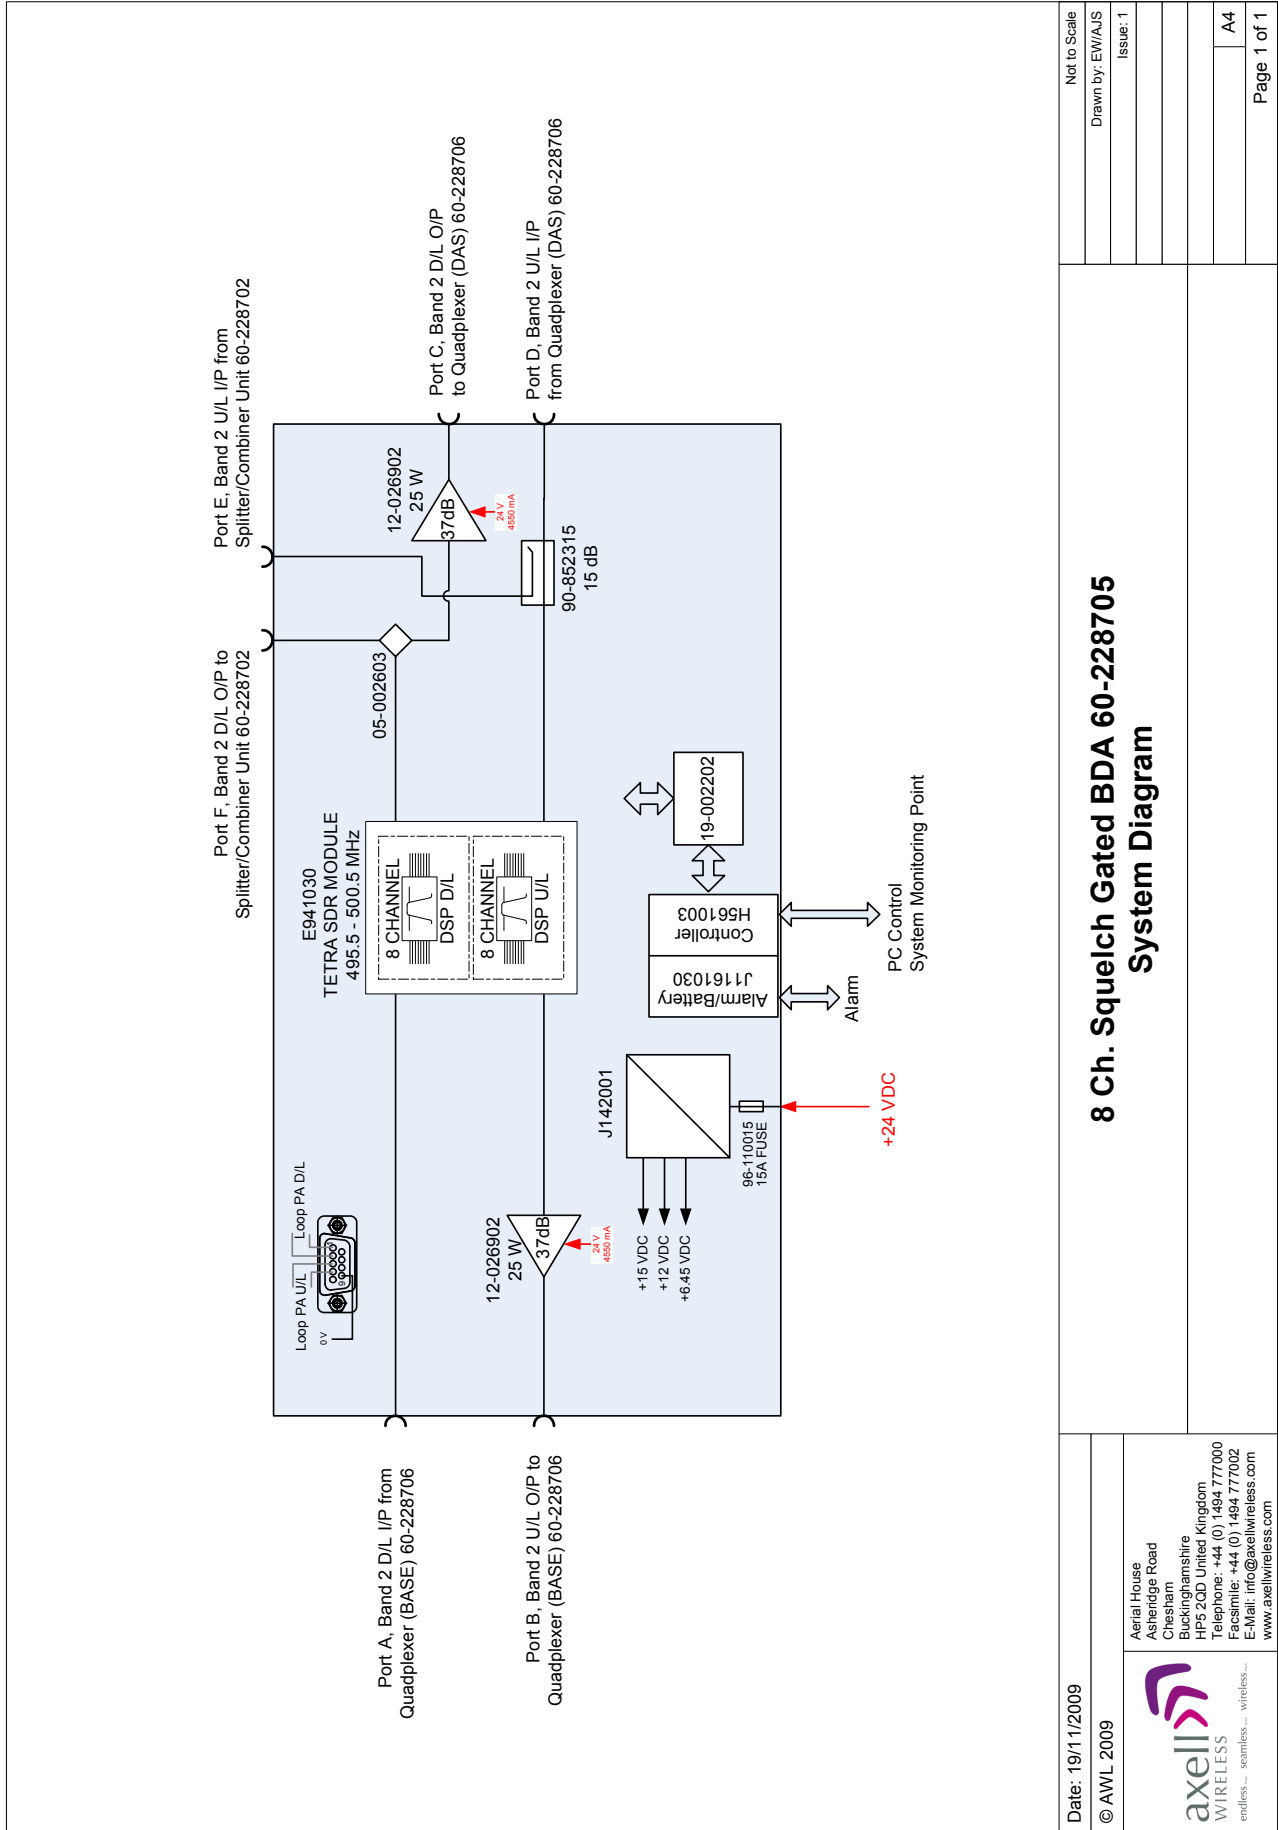 Port F, Band 2 D/L O/P to
Splitter/Combiner Unit 60-228702
Port E, Band 2 U/L I/P from
Splitter/Combiner Unit 60-228702
Port A, Band 2 D/L I/P from
Quadplexer (BASE) 60-228706
Port B, Band 2 U/L O/P to
Quadplexer (BASE) 60-228706
Port C, Band 2 D/L O/P
to Quadplexer (DAS) 60-228706
Port D, Band 2 U/L I/P
from Quadplexer (DAS) 60-228706
Loop PA U/L
Loop PA D/L
0V
6
E941030
TETRA SDR MODULE
495.5 - 500.5 MHz
8 CHANNEL
DSP D/L
8 CHANNEL
DSP U/L
05-002603
12-026902
25 W
37dB
24 V
4550 mA
90-852315
15 dB
12-026902
25 W
37dB
24 V
4550 mA
J142001
+15 VDC
+12 VDC
+6.45 VDC
96-110015
15A FUSE
+24 VDC
Alarm/Battery
J1161030
Controller
H561003
19-002202
Alarm
PC Control
System Monitoring Point
Date: 19/11/2009
© AWL 2009
axell
WIRELESS
endless... seamless... wireless...
Aerial House
Asheridge Road
Chesham
Buckinghamshire
HP5 2QD United Kingdom
Telephone: +44 (0) 1494 777000
Facsimile: +44 (0) 1494 777002
E-Mail: info@axellwireless.com
www.axellwireless.com
8 Ch. Squelch Gated BDA 60-228705
System Diagram
Not to Scale
Drawn by: EW/AJS
Issue: 1
A4
Page 1 of 1